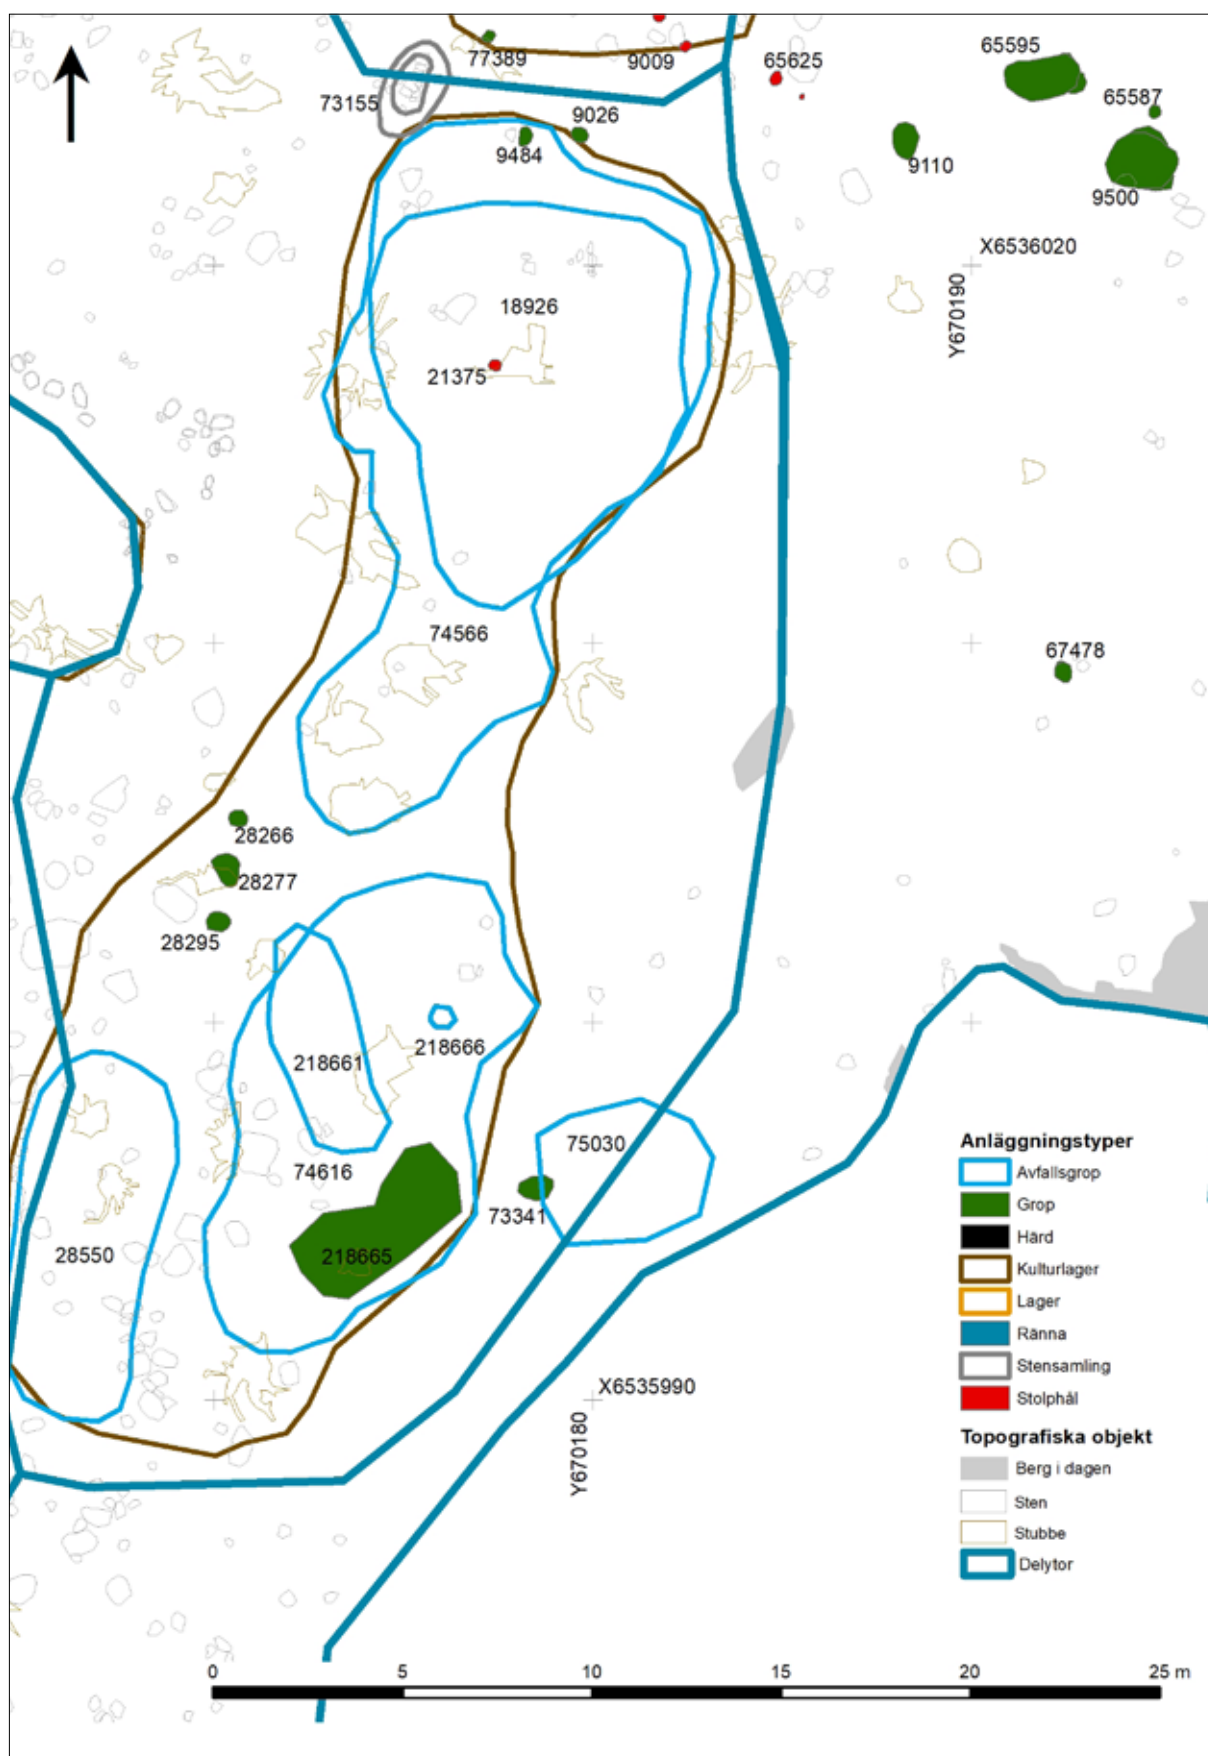 77389
9009
65625
65595
73155
65587
9026
9484
9110
9500
X6536020
Y670190
18926
21375
74566
67478
28266
28277
28295
218661
218666
75030
74616
73341
28550
218665
X6535990
Y670180
Anläggningstyper
Avfallsgrop
Grop
Härd
Kulturlager
Lager
Ränna
Stensamling
Stolphål
Topografiska objekt
Berg i dagen
Sten
Stubbe
Delytor
0 5 10 15 20 25 m